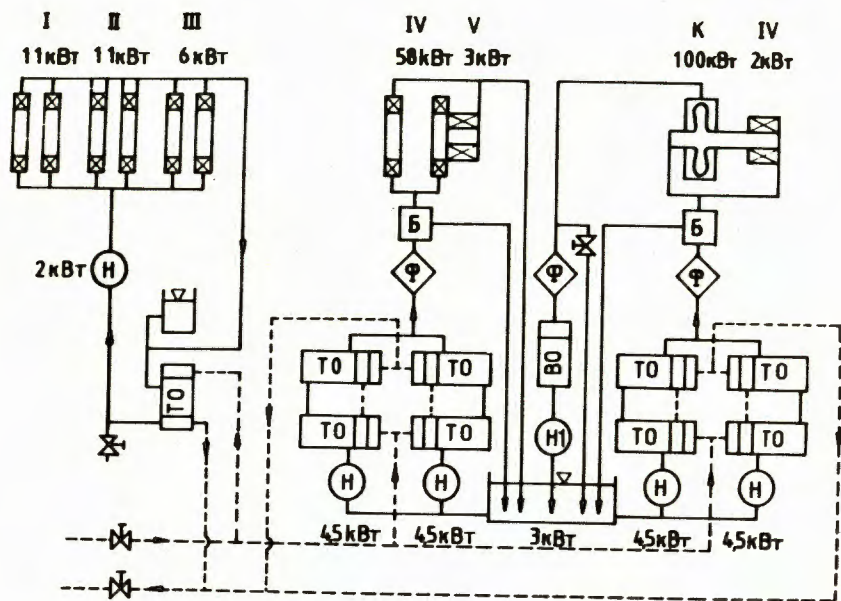 I II III IV V К IV
11кВт 11кВт 6кВт 58кВт 3кВт 100кВт 2кВт
Б Б
Ф Ф Ф
2кВт Н
ТО ТО ВО ТО ТО
ТО
ТО ТО Н1 ТО ТО
Н Н Н Н
4,5кВт 4,5кВт 3кВт 4,5кВт 4,5кВт